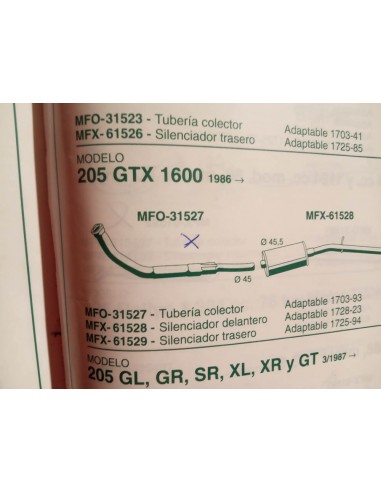 MFO-31523 - Tubería colector Adaptable 1703-41
MFX-61526 - Silenciador trasero Adaptable 1725-85
MODELO
205 GTX 1600 1986 →
MFO-31527 MFX-61528
Ø 45,5
Ø 45
MFO-31527 - Tubería colector Adaptable 1703-93
MFX-61528 - Silenciador delantero Adaptable 1728-23
MFX-61529 - Silenciador trasero Adaptable 1725-94
MODELO
205 GL, GR, SR, XL, XR y GT 3/1987 →